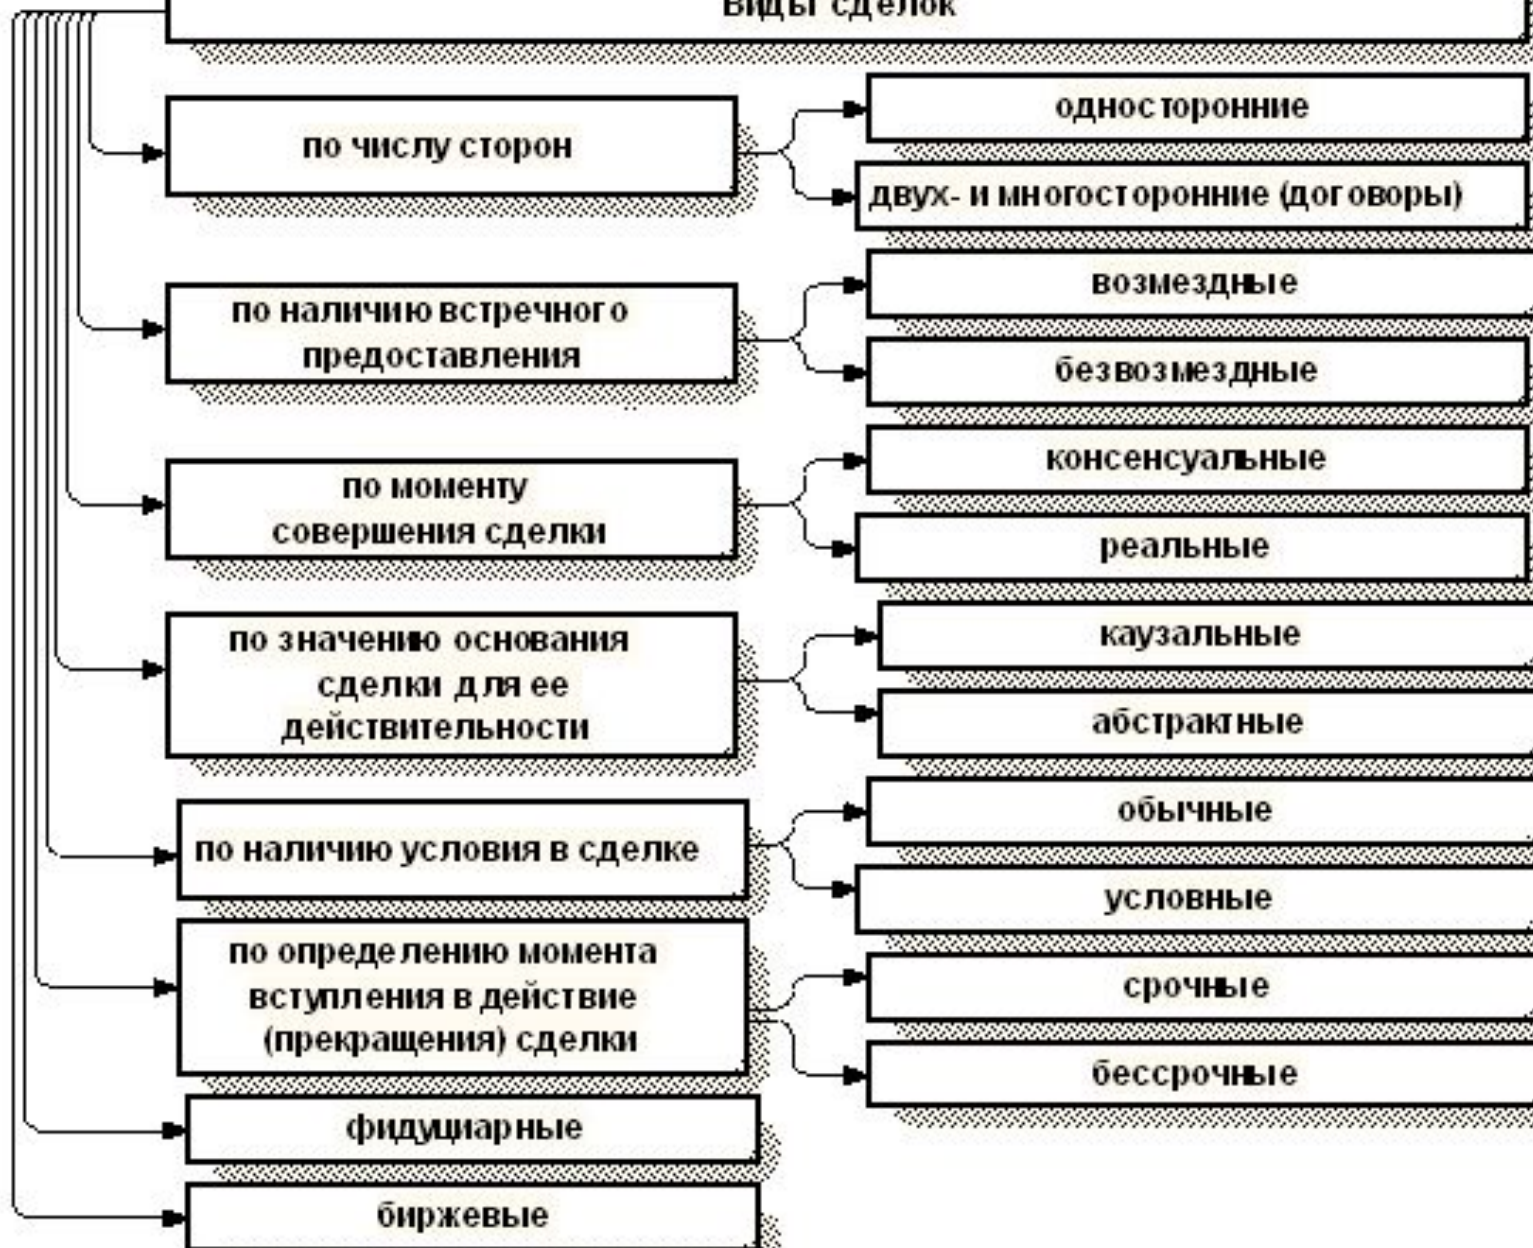 Виды сделок
по числу сторон
односторонние
двух- и многосторонние (договоры)
по наличию встречного
предоставления
возмездные
безвозмездные
по моменту
совершения сделки
консенсуальные
реальные
по значению основания
сделки для ее
действительности
каузальные
абстрактные
по наличию условия в сделке
обычные
условные
по определению момента
вступления в действие
(прекращения) сделки
срочные
бессрочные
фидуциарные
биржевые